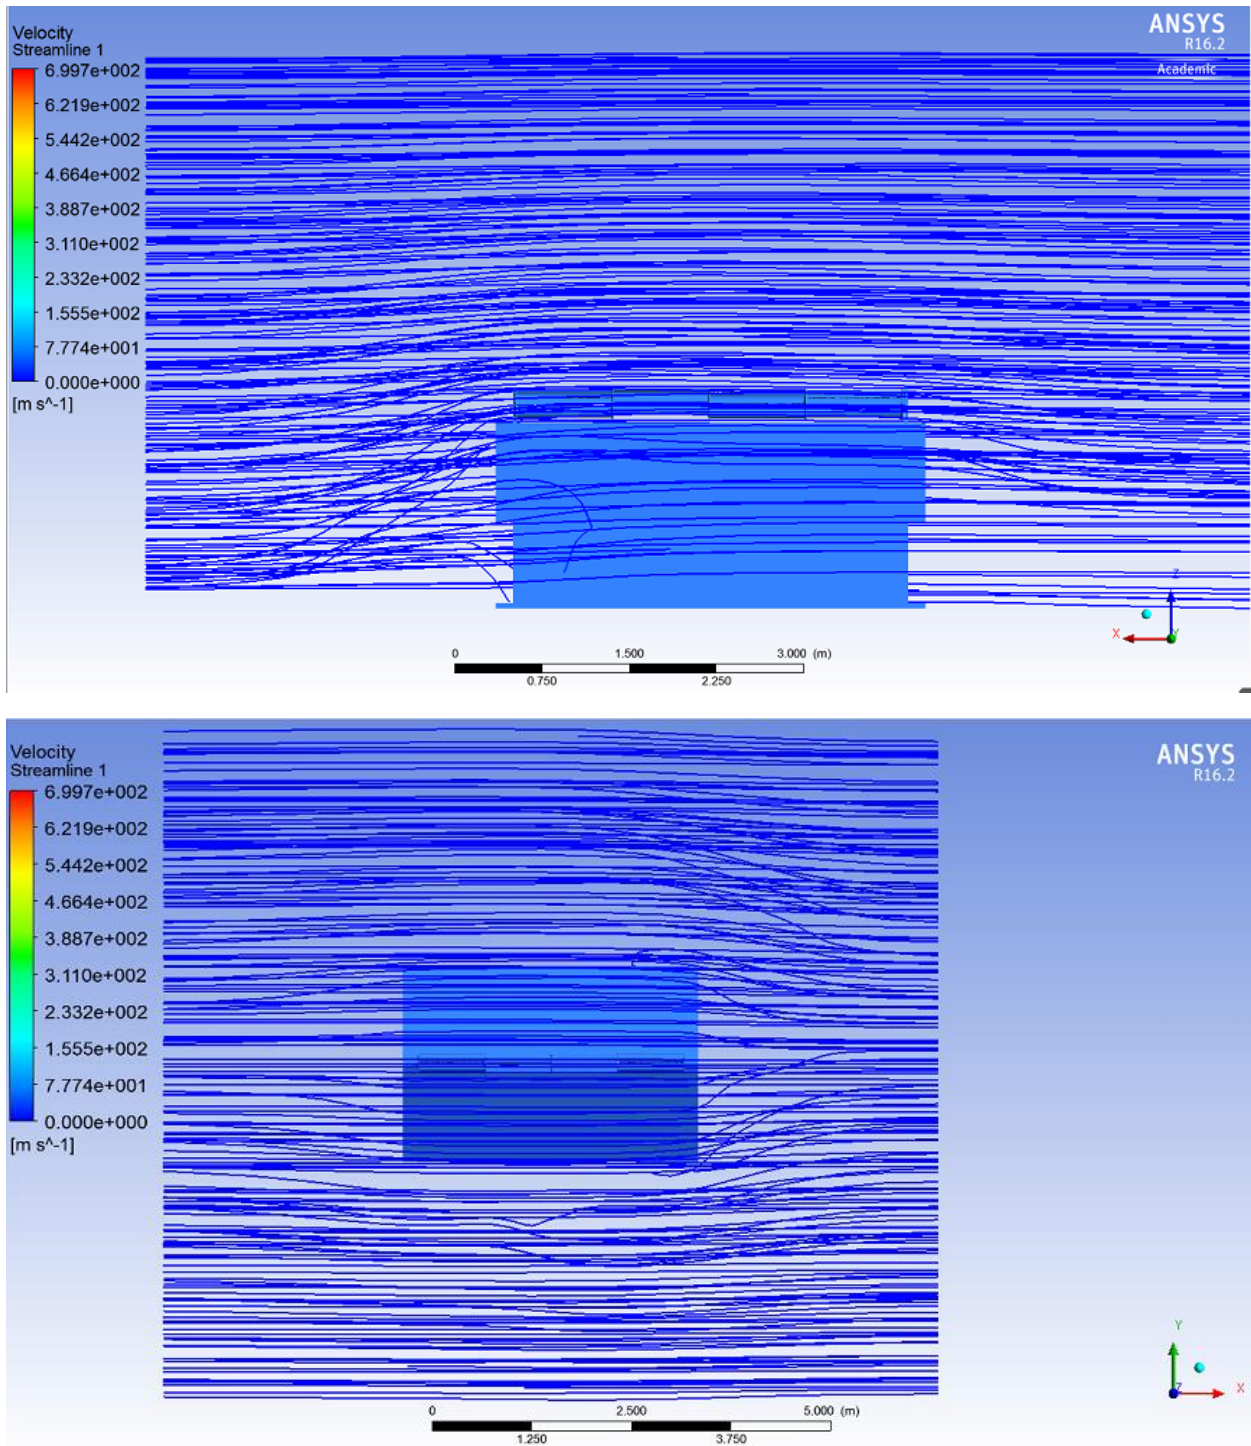 Velocity
Streamline 1
ANSYS
R16.2
Academic
6.997e+002
6.219e+002
5.442e+002
4.664e+002
3.887e+002
3.110e+002
2.332e+002
1.555e+002
7.774e+001
0.000e+000
[m s^-1]
Z
X
Y
0 1.500 3.000 (m)
0.750 2.250
Velocity
Streamline 1
ANSYS
R16.2
6.997e+002
6.219e+002
5.442e+002
4.664e+002
3.887e+002
3.110e+002
2.332e+002
1.555e+002
7.774e+001
0.000e+000
[m s^-1]
Y
Z
X
0 2.500 5.000 (m)
1.250 3.750